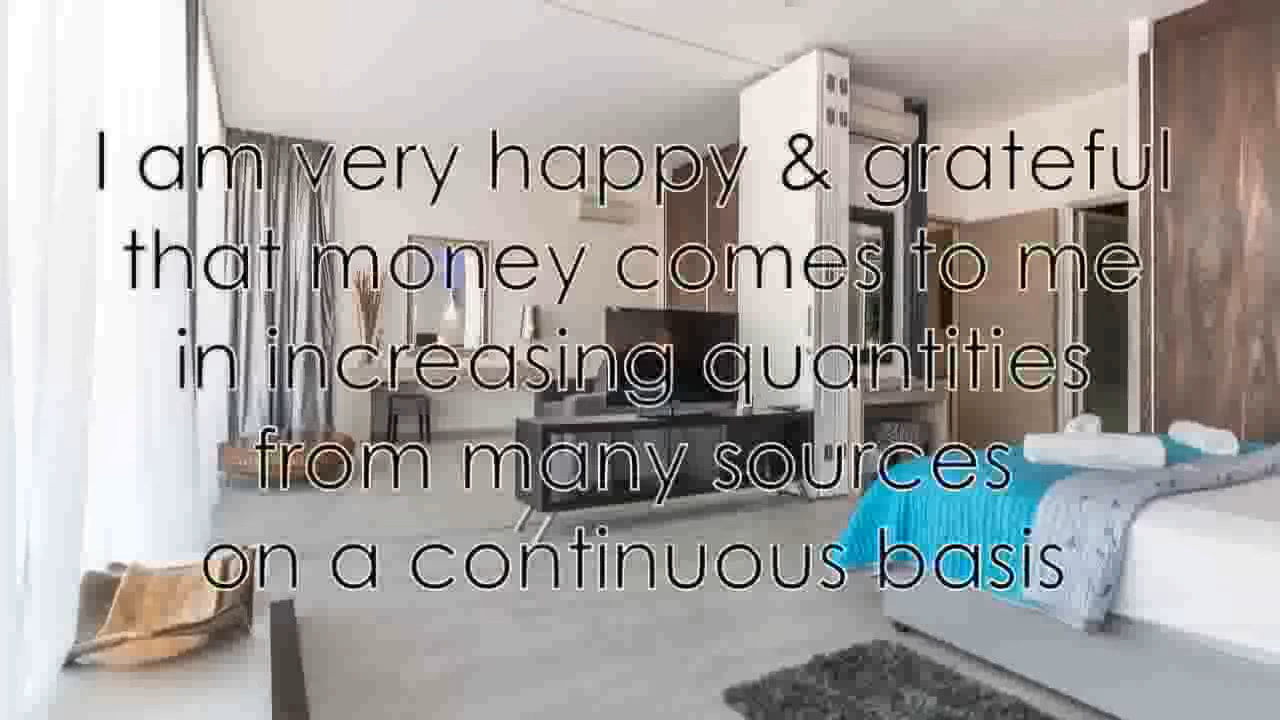 I am very happy & grateful
that money comes to me
in increasing quantities
from many sources
on a continuous basis